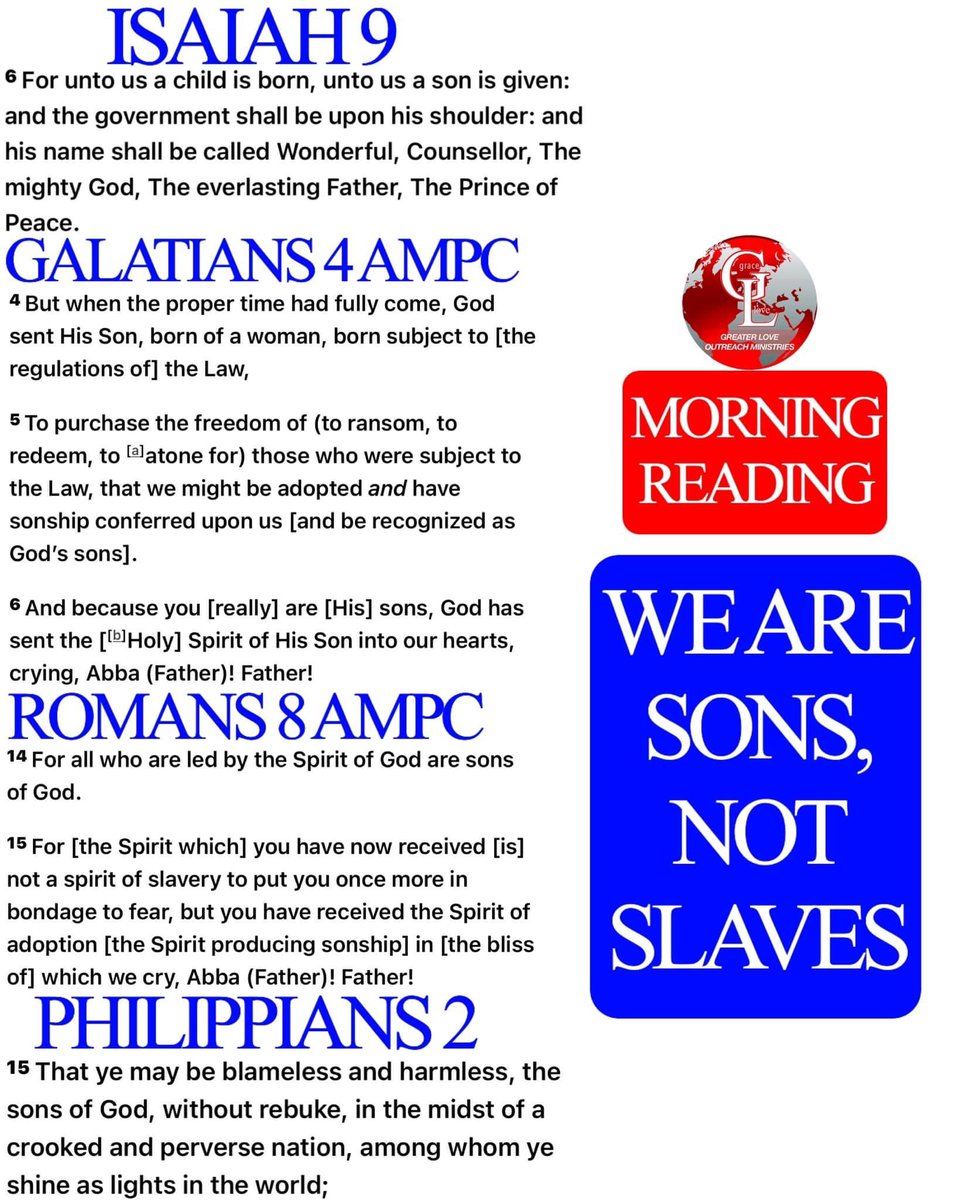 ISAIAH 9
6 For unto us a child is born, unto us a son is given:
and the government shall be upon his shoulder: and
his name shall be called Wonderful, Counsellor, The
mighty God, The everlasting Father, The Prince of
Peace.
GALATIANS 4 AMPC
4 But when the proper time had fully come, God
sent His Son, born of a woman, born subject to [the
regulations of] the Law,
5 To purchase the freedom of (to ransom, to
redeem, to [a]atone for) those who were subject to
the Law, that we might be adopted and have
sonship conferred upon us [and be recognized as
God’s sons].
6 And because you [really] are [His] sons, God has
sent the [[b]Holy] Spirit of His Son into our hearts,
crying, Abba (Father)! Father!
ROMANS 8 AMPC
14 For all who are led by the Spirit of God are sons
of God.
15 For [the Spirit which] you have now received [is]
not a spirit of slavery to put you once more in
bondage to fear, but you have received the Spirit of
adoption [the Spirit producing sonship] in [the bliss
of] which we cry, Abba (Father)! Father!
PHILIPPIANS 2
15 That ye may be blameless and harmless, the
sons of God, without rebuke, in the midst of a
crooked and perverse nation, among whom ye
shine as lights in the world;
G
grace
L
love
GREATER LOVE
OUTREACH MINISTRIES
MORNING
READING
WE ARE
SONS,
NOT
SLAVES